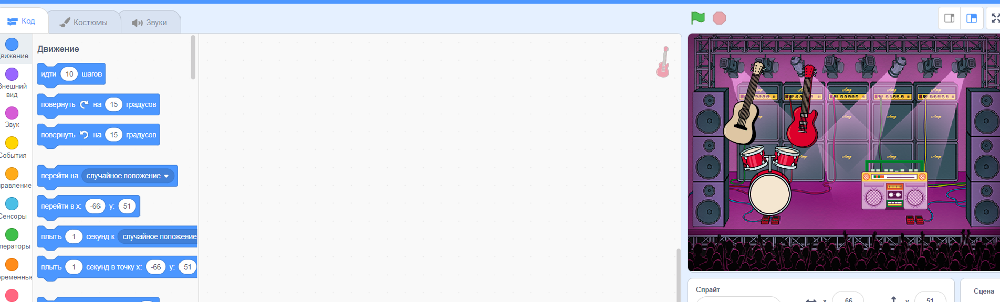 Код
Костюмы
Звуки
Движение
Внешний
вид
Звук
События
правление
Сенсоры
ператоры
еременные
Движение
идти 10 шагов
повернуть на 15 градусов
повернуть на 15 градусов
перейти на случайное положение
перейти в x: -66 y: 51
плыть 1 секунд к случайное положение
плыть 1 секунд в точку x: -66 y: 51
Спрайт
x -66 y 51
Сцена